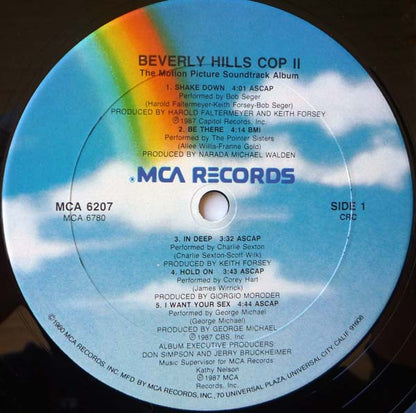 BEVERLY HILLS COP II
The Motion Picture Soundtrack Album
1. SHAKE DOWN 4:01 ASCAP
Performed by Bob Seger
(Harold Faltermeyer-Keith Forsey-Bob Seger)
PRODUCED BY HAROLD FALTERMEYER AND KEITH FORSEY
℗1987 Capitol Records, Inc.
2. BE THERE 4:14 BMI
Performed by The Pointer Sisters
(Allee Willis-Franne Gold)
PRODUCED BY NARADA MICHAEL WALDEN
MCA RECORDS
MCA 6207
MCA 6780
SIDE 1
CRC
3. IN DEEP 3:32 ASCAP
Performed by Charlie Sexton
(Charlie Sexton-Scott Wilk)
PRODUCED BY KEITH FORSEY
4. HOLD ON 3:43 ASCAP
Performed by Corey Hart
(James Wirrick)
PRODUCED BY GIORGIO MORODER
5. I WANT YOUR SEX 4:44 ASCAP
Performed by George Michael
(George Michael)
PRODUCED BY GEORGE MICHAEL
℗1987 CBS, Inc
ALBUM EXECUTIVE PRODUCERS:
DON SIMPSON AND JERRY BRUCKHEIMER
Music Supervisor for MCA Records:
Kathy Nelson
℗1987 MCA
Records, Inc.
©1980 MCA RECORDS, INC. MFD. BY MCA RECORDS, INC., 70 UNIVERSAL PLAZA, UNIVERSAL CITY, CALIF. 91608